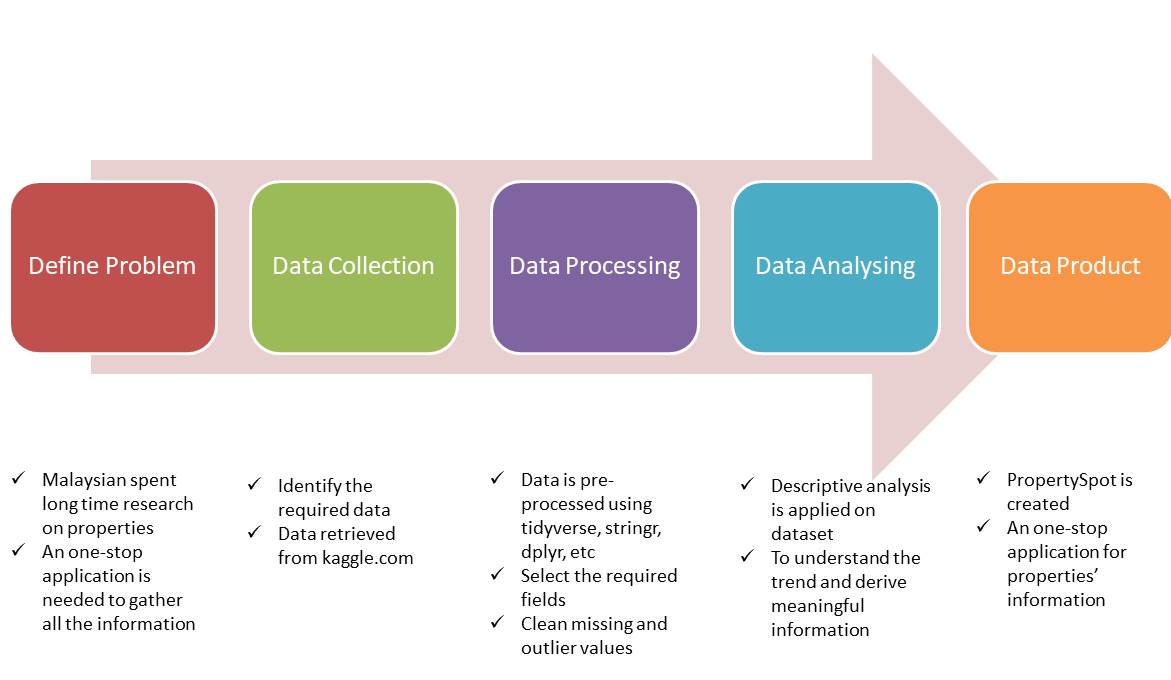 Define Problem
Data Collection
Data Processing
Data Analysing
Data Product
✓ Malaysian spent
long time research
on properties
✓ An one-stop
application is
needed to gather
all the information
✓ Identify the
required data
✓ Data retrieved
from kaggle.com
✓ Data is pre-
processed using
tidyverse, stringr,
dplyr, etc
✓ Select the required
fields
✓ Clean missing and
outlier values
✓ Descriptive analysis
is applied on
dataset
✓ To understand the
trend and derive
meaningful
information
✓ PropertySpot is
created
✓ An one-stop
application for
properties’
information